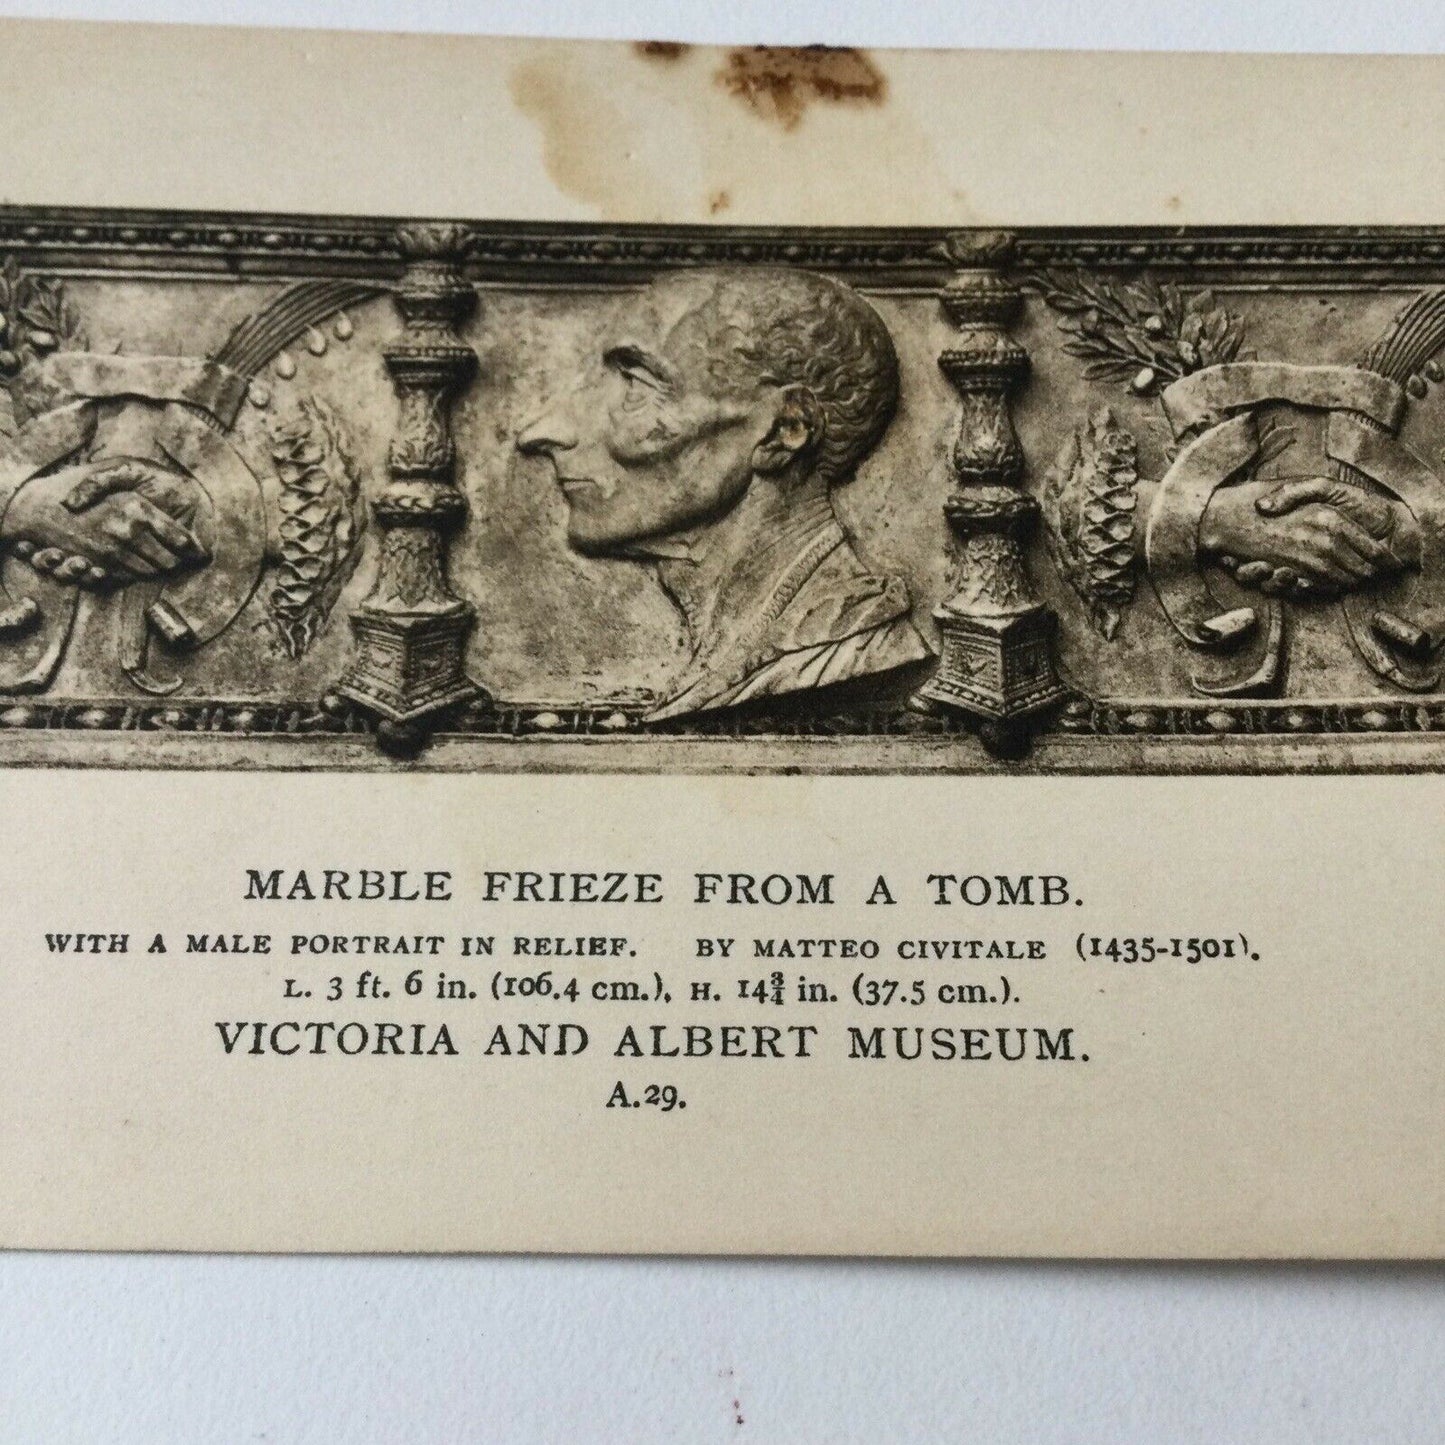 MARBLE FRIEZE FROM A TOMB.
WITH A MALE PORTRAIT IN RELIEF. BY MATTEO CIVITALE (1435-1501).
L. 3 ft. 6 in. (106.4 cm.), H. 14¾ in. (37.5 cm.).
VICTORIA AND ALBERT MUSEUM.
A.29.